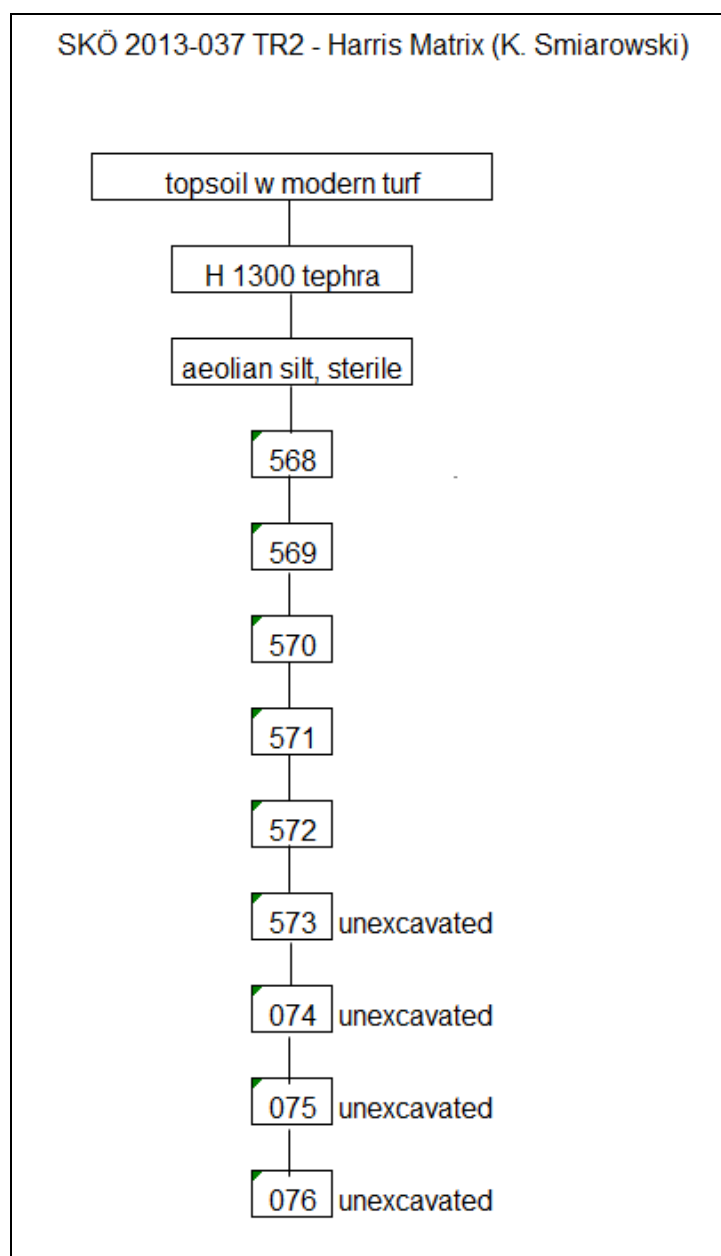 SKÖ 2013-037 TR2 - Harris Matrix (K. Smiarowski)
topsoil w modern turf
H 1300 tephra
aeolian silt, sterile
568
569
570
571
572
573 unexcavated
074 unexcavated
075 unexcavated
076 unexcavated